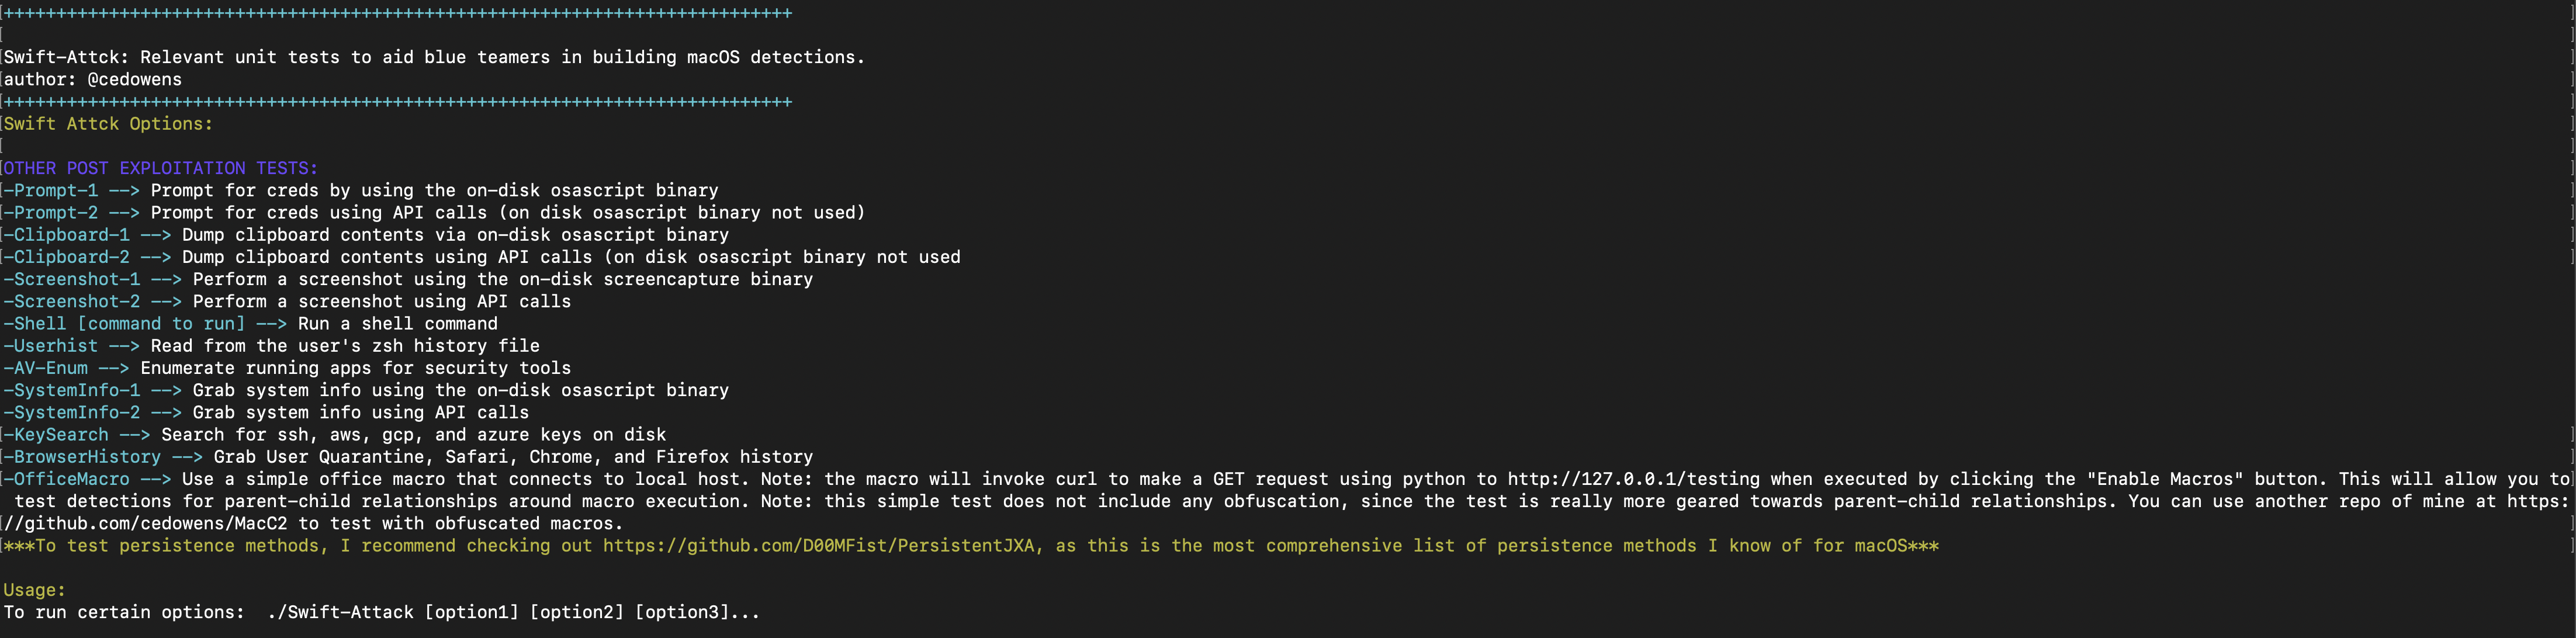 +++++++++++++++++++++++++++++++++++++++++++++++++++++++++++++++++++++++++++
Swift-Attck: Relevant unit tests to aid blue teamers in building macOS detections.
author: @cedowens
+++++++++++++++++++++++++++++++++++++++++++++++++++++++++++++++++++++++++++
Swift Attck Options:
OTHER POST EXPLOITATION TESTS:
-Prompt-1 --> Prompt for creds by using the on-disk osascript binary
-Prompt-2 --> Prompt for creds using API calls (on disk osascript binary not used)
-Clipboard-1 --> Dump clipboard contents via on-disk osascript binary
-Clipboard-2 --> Dump clipboard contents using API calls (on disk osascript binary not used
-Screenshot-1 --> Perform a screenshot using the on-disk screencapture binary
-Screenshot-2 --> Perform a screenshot using API calls
-Shell [command to run] --> Run a shell command
-Userhist --> Read from the user's zsh history file
-AV-Enum --> Enumerate running apps for security tools
-SystemInfo-1 --> Grab system info using the on-disk osascript binary
-SystemInfo-2 --> Grab system info using API calls
-KeySearch --> Search for ssh, aws, gcp, and azure keys on disk
-BrowserHistory --> Grab User Quarantine, Safari, Chrome, and Firefox history
-OfficeMacro --> Use a simple office macro that connects to local host. Note: the macro will invoke curl to make a GET request using python to http://127.0.0.1/testing when executed by clicking the "Enable Macros" button. This will allow you to
test detections for parent-child relationships around macro execution. Note: this simple test does not include any obfuscation, since the test is really more geared towards parent-child relationships. You can use another repo of mine at https:
//github.com/cedowens/MacC2 to test with obfuscated macros.
***To test persistence methods, I recommend checking out https://github.com/D00MFist/PersistentJXA, as this is the most comprehensive list of persistence methods I know of for macOS***
Usage:
To run certain options:  ./Swift-Attack [option1] [option2] [option3]...